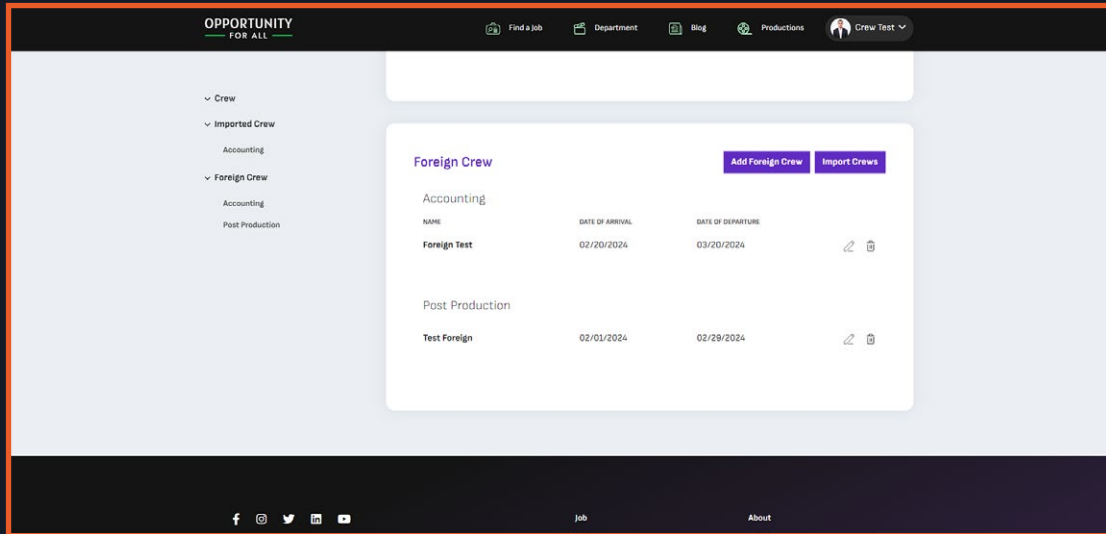 OPPORTUNITY
FOR ALL
Find a Job
Department
Blog
Productions
Crew Test
Crew
Imported Crew
Accounting
Foreign Crew
Accounting
Post Production
Foreign Crew
Add Foreign Crew
Import Crews
Accounting
NAME DATE OF ARRIVAL DATE OF DEPARTURE
Foreign Test 02/20/2024 03/20/2024
Post Production
Test Foreign 02/01/2024 02/29/2024
Job
About